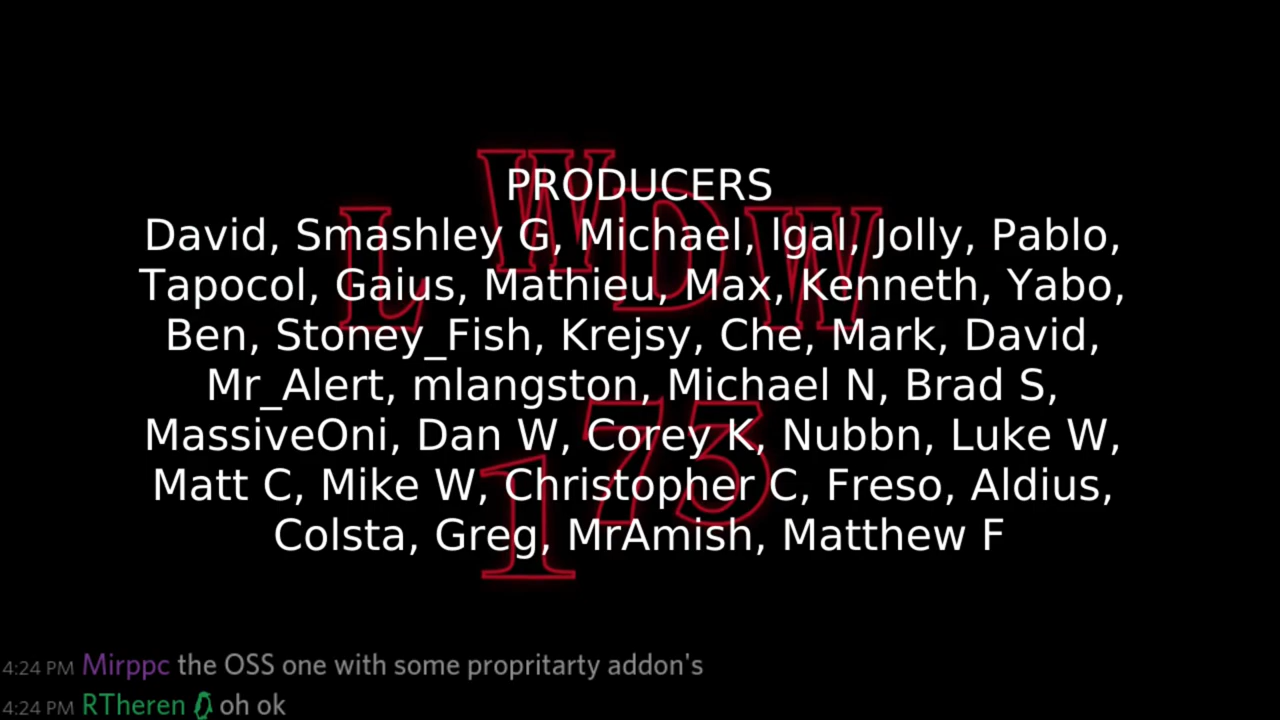 L W D W
173
PRODUCERS
David, Smashley G, Michael, lgal, Jolly, Pablo,
Tapocol, Gaius, Mathieu, Max, Kenneth, Yabo,
Ben, Stoney_Fish, Krejsy, Che, Mark, David,
Mr_Alert, mlangston, Michael N, Brad S,
MassiveOni, Dan W, Corey K, Nubbn, Luke W,
Matt C, Mike W, Christopher C, Freso, Aldius,
Colsta, Greg, MrAmish, Matthew F
4:24 PM Mirppc the OSS one with some propritarty addon's
4:24 PM RTheren oh ok